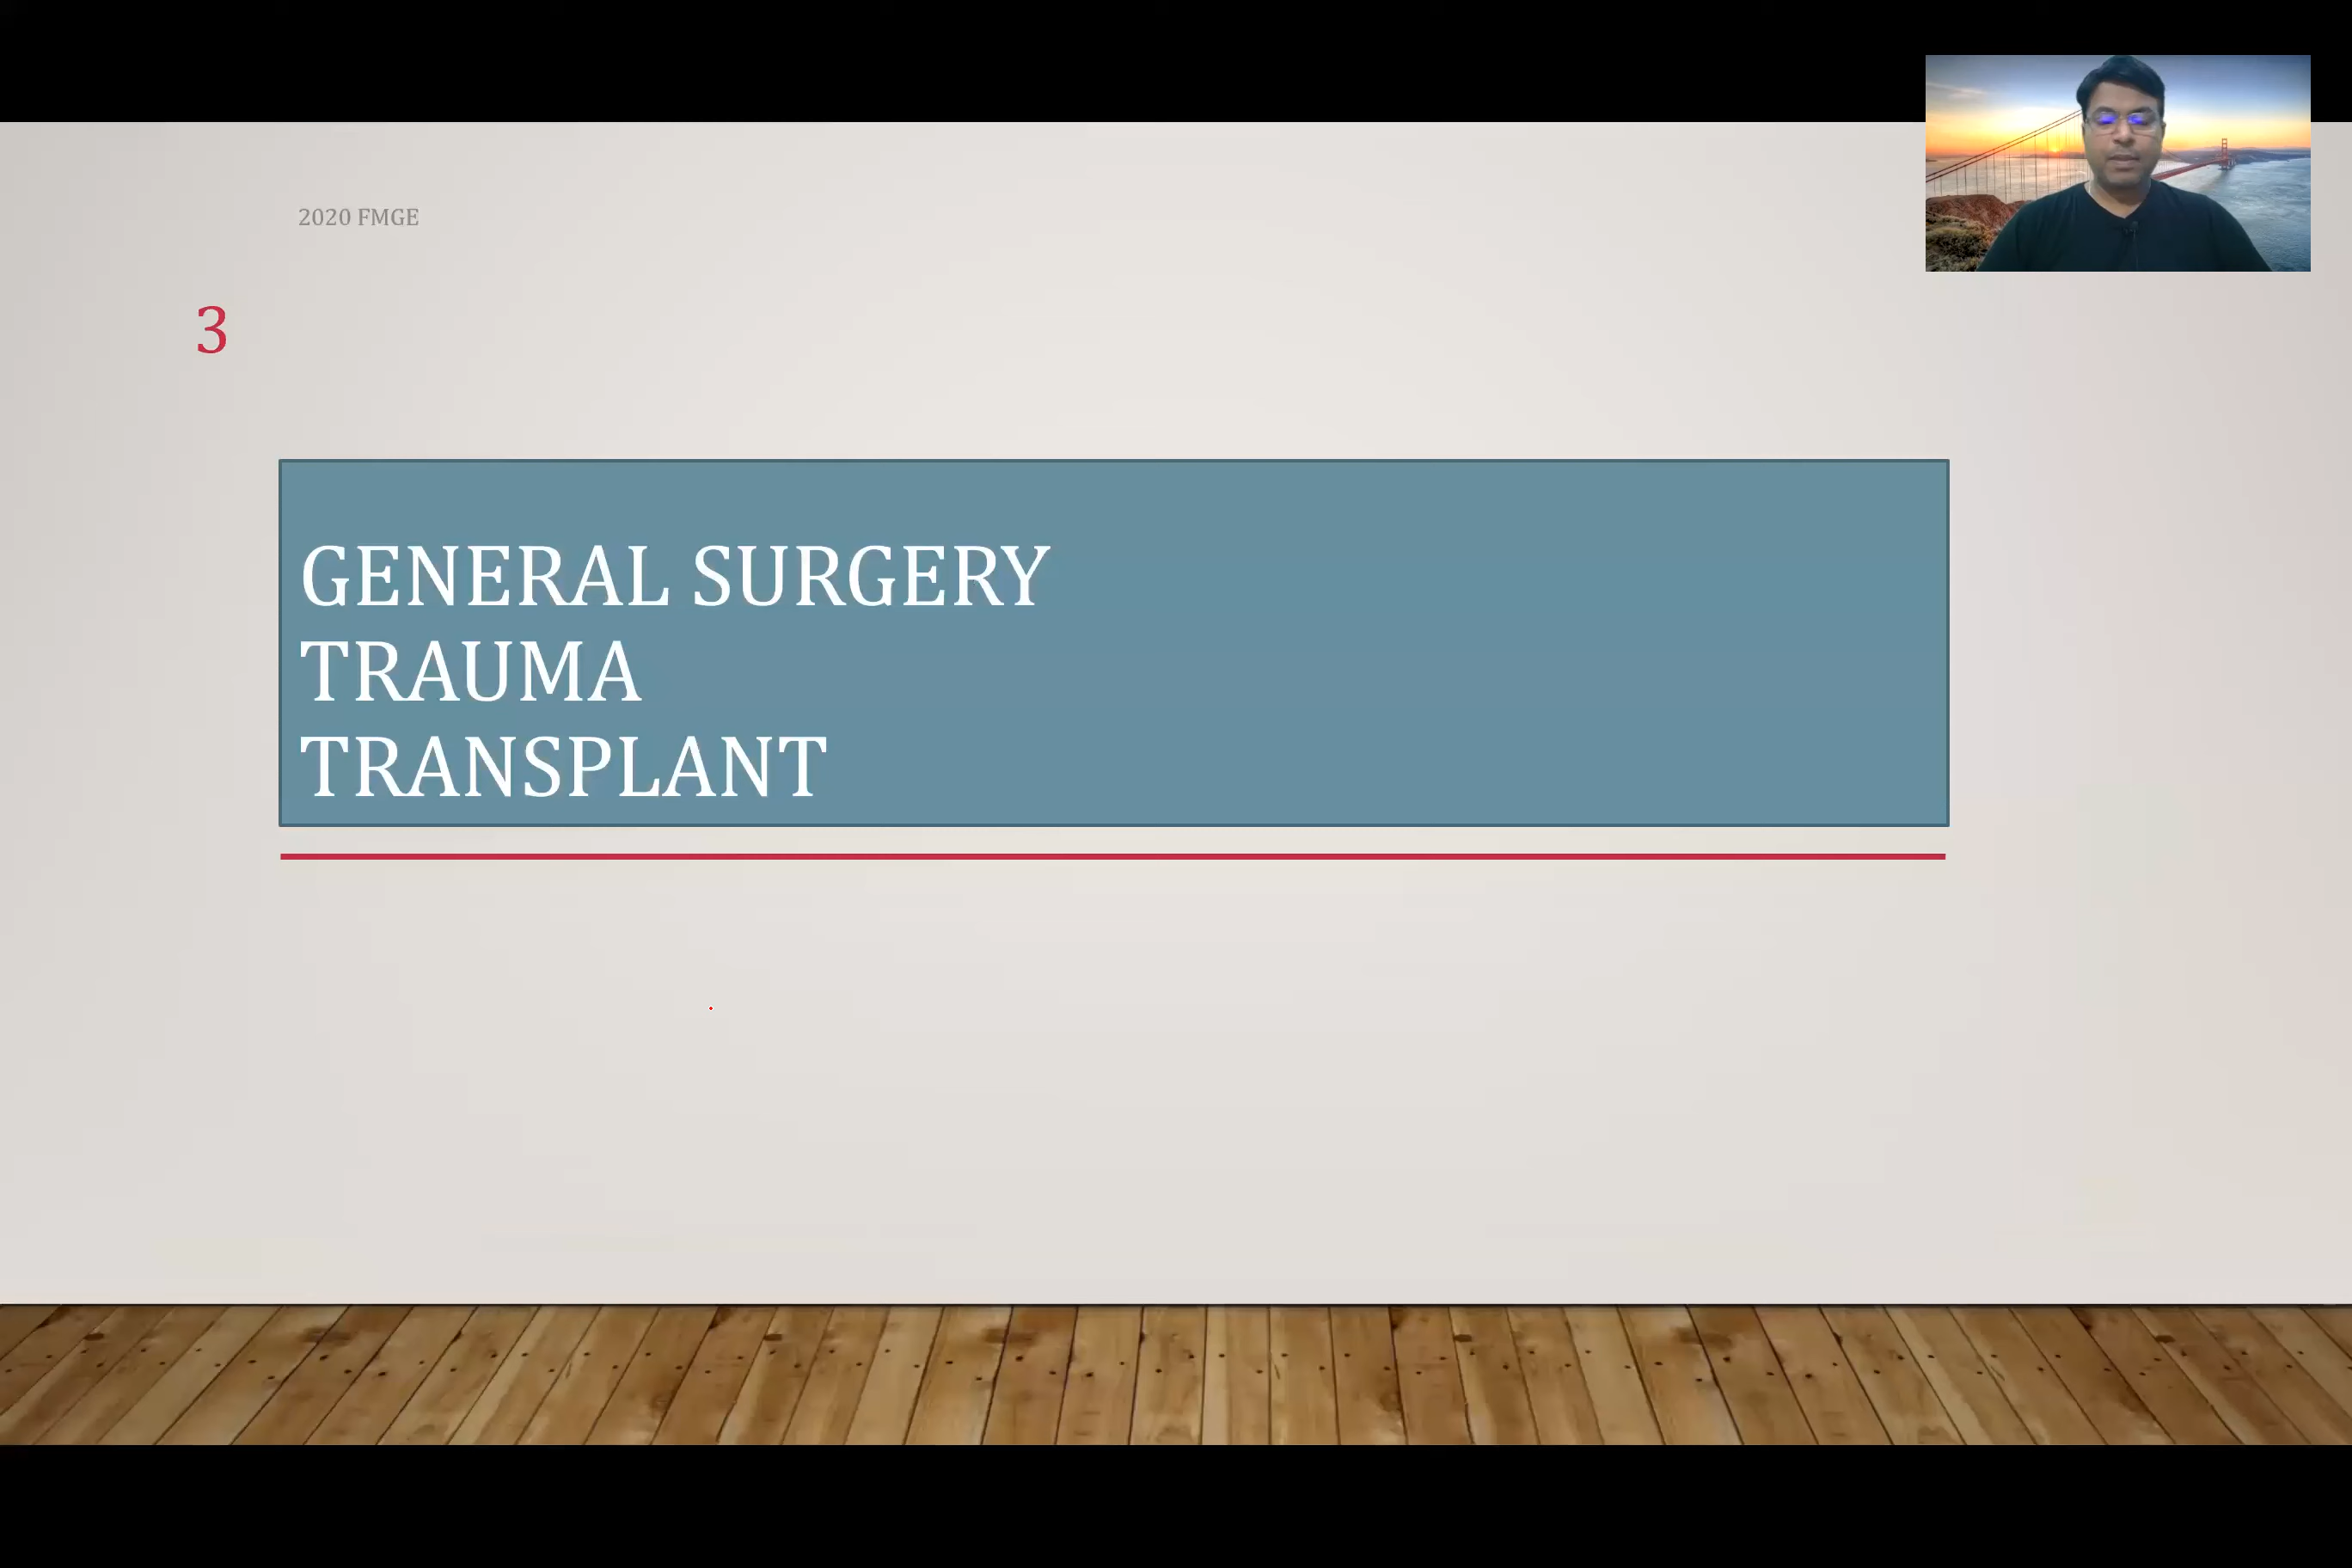 2020 FMGE
3
GENERAL SURGERY
TRAUMA
TRANSPLANT